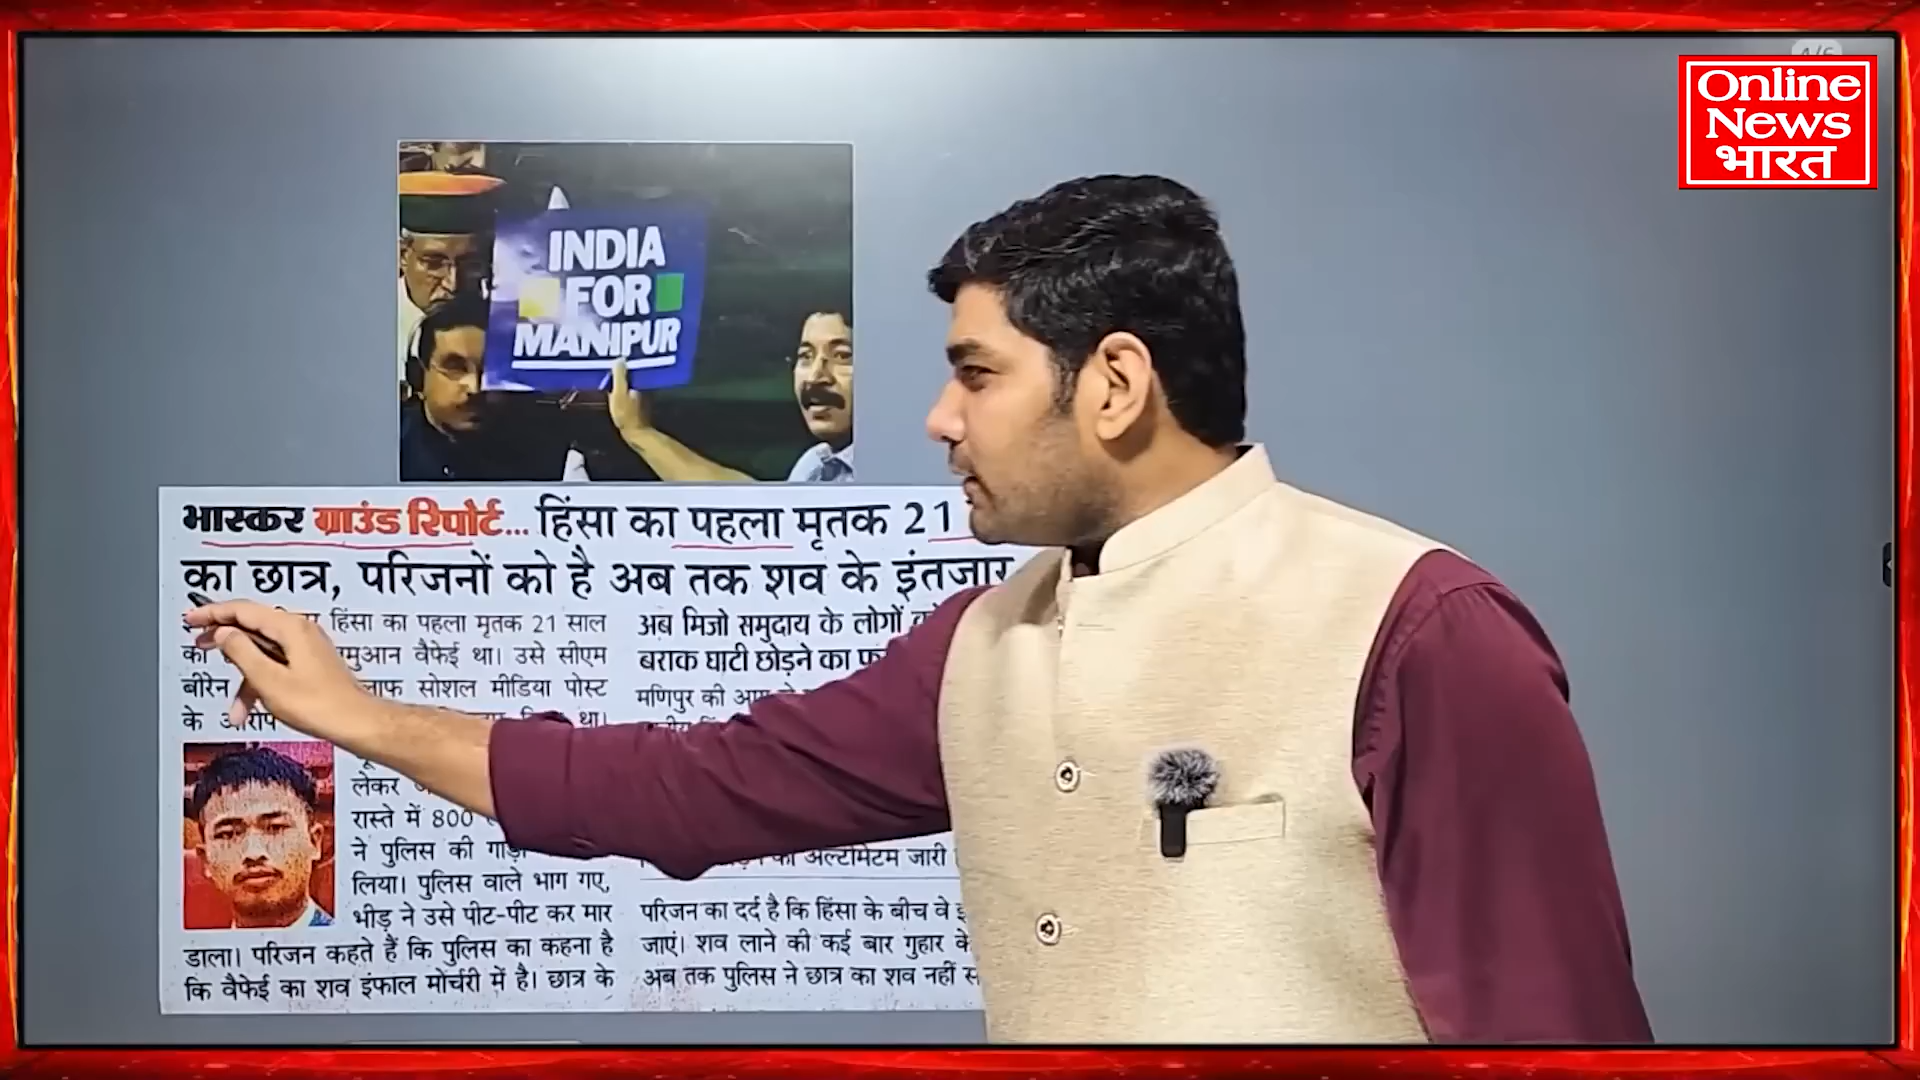 Online
News
भारत
INDIA
FOR
MANIPUR
भास्कर ग्राउंड रिपोर्ट... हिंसा का पहला मृतक 21
का छात्र, परिजनों को है अब तक शव के इंतजार
हिंसा का पहला मृतक 21 साल
वैफेई था। उसे सीएम
बीरेन सोशल मीडिया पोस्ट
के था।
लेकर
रास्ते में 800
ने पुलिस की
लिया। पुलिस वाले भाग गए,
भीड़ ने उसे पीट-पीट कर मार
डाला। परिजन कहते हैं कि पुलिस का कहना है
कि वैफेई का शव इंफाल मोर्चरी में है। छात्र के
अब मिजो समुदाय के लोगों
बराक घाटी छोड़ने का
मणिपुर की
का अल्टीमेटम जारी
परिजन का दर्द है कि हिंसा के बीच वे
जाएं। शव लाने की कई बार गुहार के
अब तक पुलिस ने छात्र का शव नहीं